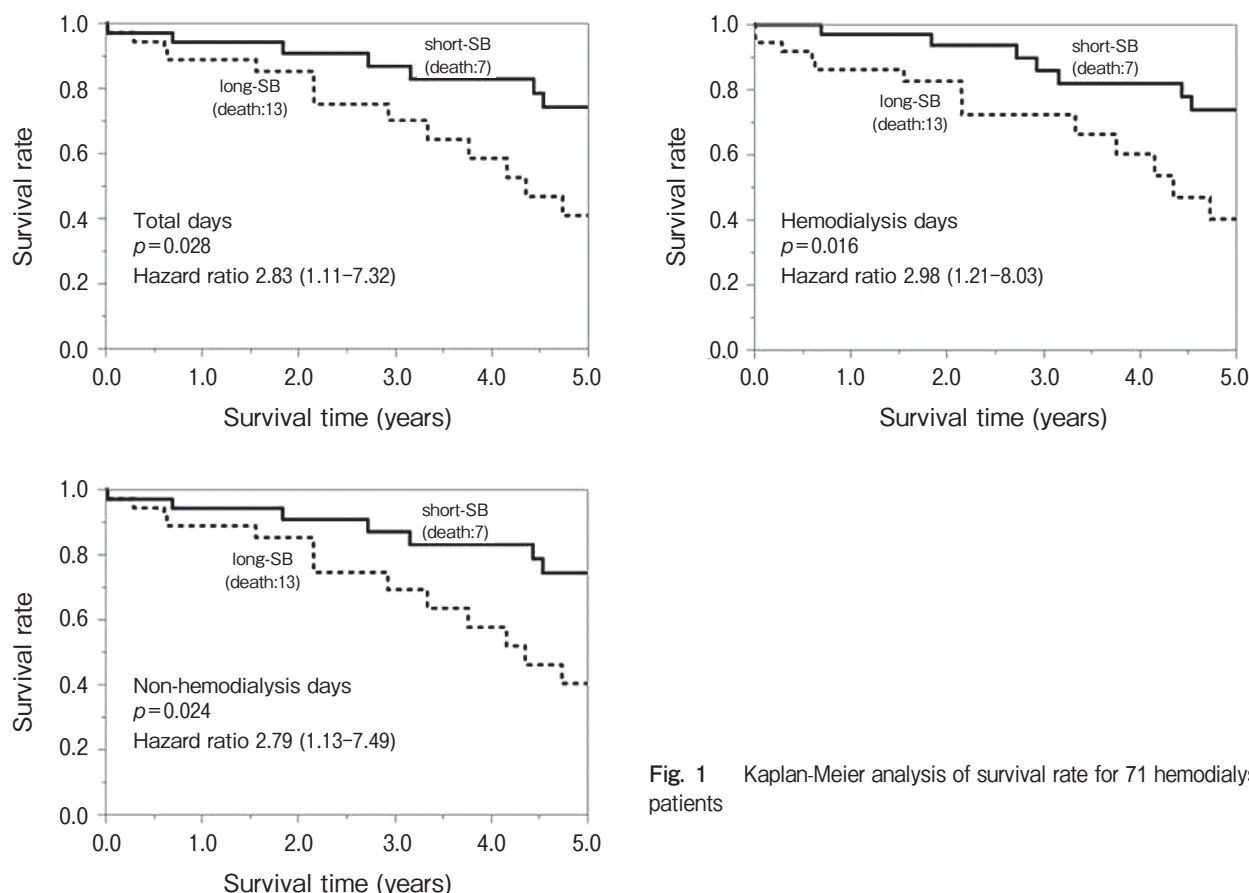 1.0
0.8
0.6
0.4
0.2
0.0
Survival rate
short-SB
(death:7)
long-SB
(death:13)
Total days
p=0.028
Hazard ratio 2.83 (1.11–7.32)
0.0 1.0 2.0 3.0 4.0 5.0
Survival time (years)
1.0
0.8
0.6
0.4
0.2
0.0
Survival rate
short-SB
(death:7)
long-SB
(death:13)
Hemodialysis days
p=0.016
Hazard ratio 2.98 (1.21–8.03)
0.0 1.0 2.0 3.0 4.0 5.0
Survival time (years)
1.0
0.8
0.6
0.4
0.2
0.0
Survival rate
short-SB
(death:7)
long-SB
(death:13)
Non-hemodialysis days
p=0.024
Hazard ratio 2.79 (1.13–7.49)
0.0 1.0 2.0 3.0 4.0 5.0
Survival time (years)
Fig. 1 Kaplan-Meier analysis of survival rate for 71
patients